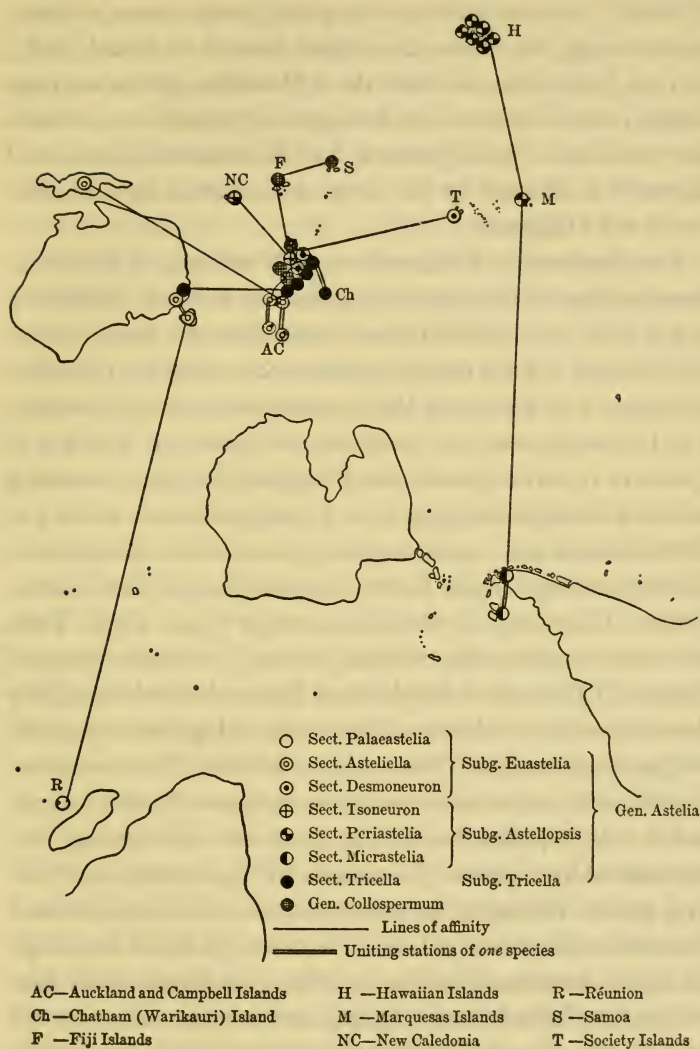 H
S
F
NC
T
M
Ch
AC
R
Sect. Palaeastelia
Sect. Asteliella
Sect. Desmoneuron
Subg. Euastelia
Sect. Isoneuron
Sect. Periastelia
Sect. Micrastelia
Subg. Asteliopsis
Sect. Tricella
Subg. Tricella
Gen. Astelia
Gen. Collospermum
Lines of affinity
Uniting stations of one species
AC—Auckland and Campbell Islands
Ch—Chatham (Warikauri) Island
F —Fiji Islands
H —Hawaiian Islands
M —Marquesas Islands
NC—New Caledonia
R —Réunion
S —Samoa
T —Society Islands